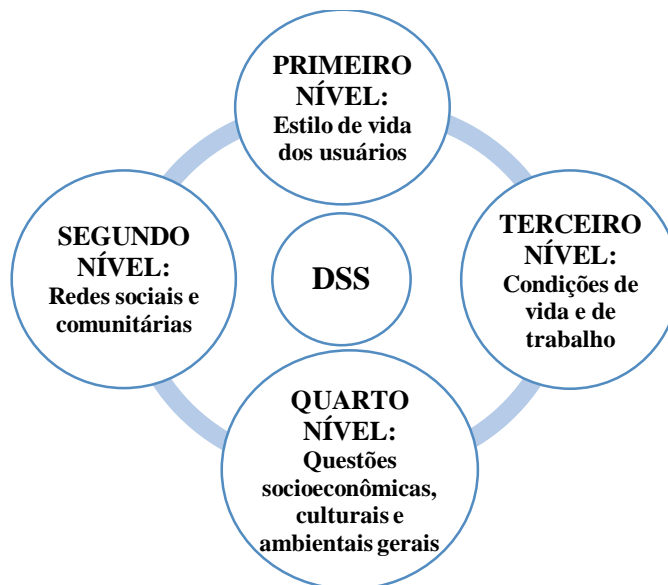 PRIMEIRO
NÍVEL:
Estilo de vida
dos usuários
SEGUNDO
NÍVEL:
Redes sociais e
comunitárias
DSS
TERCEIRO
NÍVEL:
Condições de
vida e de
trabalho
QUARTO
NÍVEL:
Questões
socioeconômicas,
culturais e
ambientais gerais